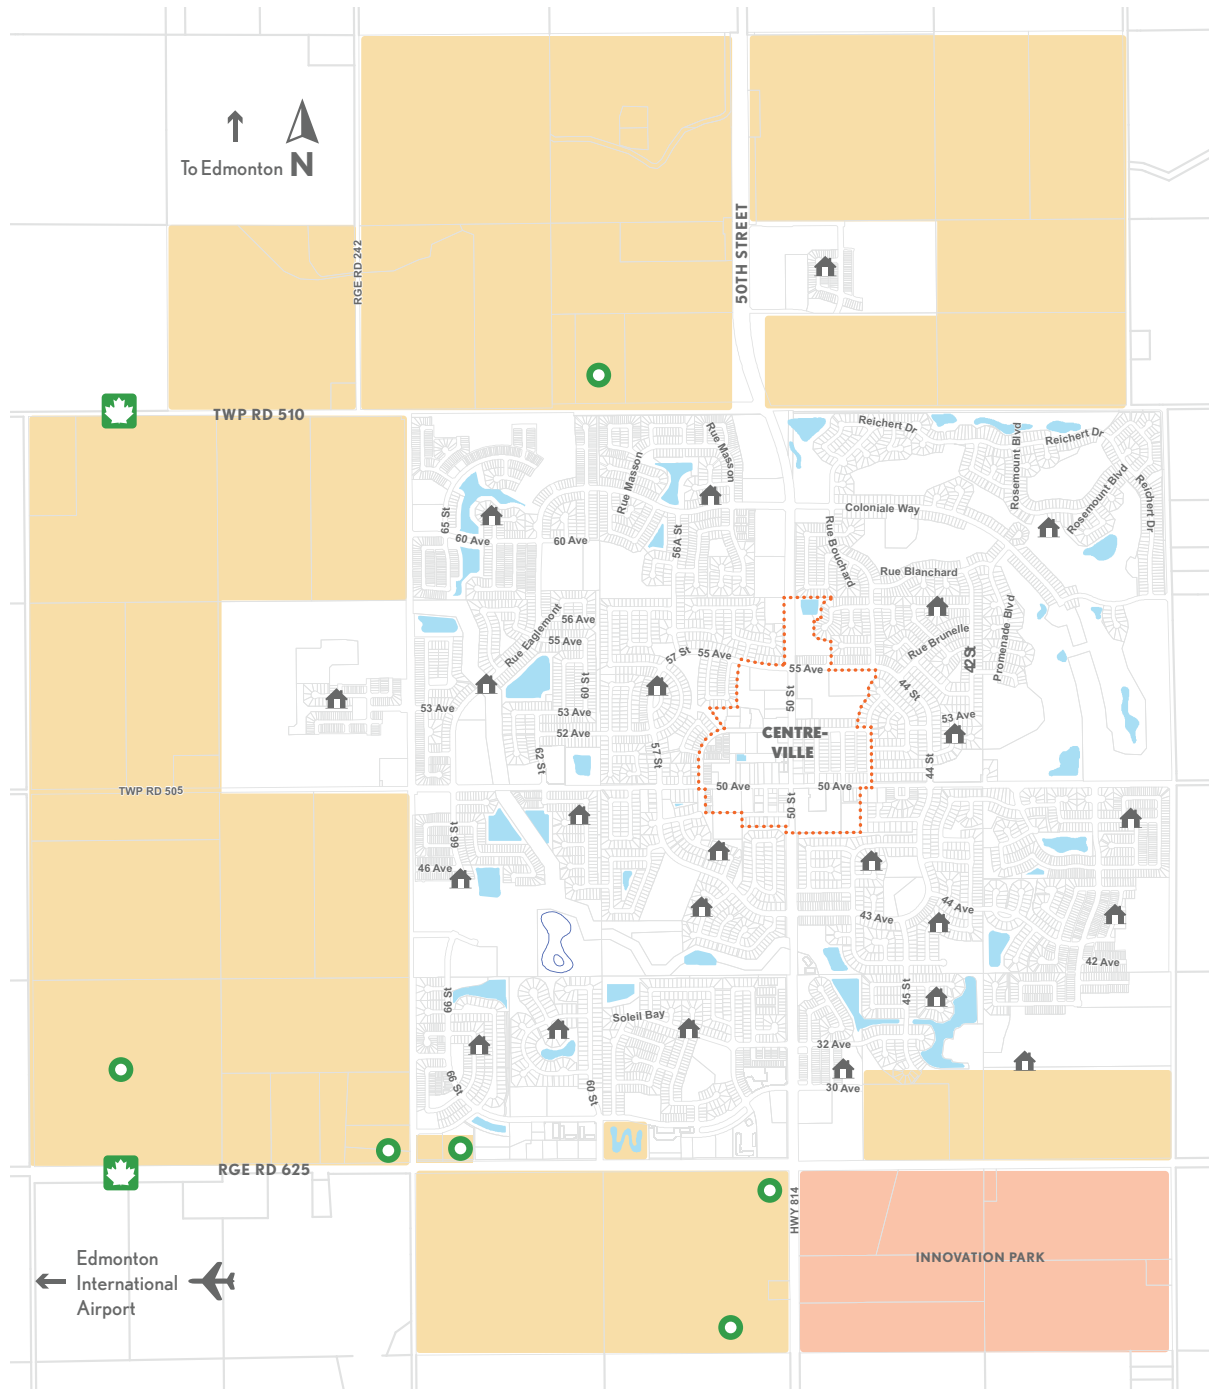 To Edmonton N
50TH STREET
RGE RD 242
TWP RD 510
Reichert Dr
Rosemount Blvd
Reichert Dr
Rue Masson
Rue Masson
Rosemount Blvd
Reichert Dr
65 St
60 Ave
60 Ave
56A St
Coloniale Way
Rue Bouchard
Rue Blanchard
56 Ave
55 Ave
Rue Eaglemont
57 St
55 Ave
55 Ave
Rue Brunelle
42 St
Promenade Blvd
60 St
50 St
44 St
53 Ave
53 Ave
53 Ave
52 Ave
CENTRE-
VILLE
62 St
57 St
44 St
TWP RD 505
50 Ave
50 Ave
50 St
66 St
46 Ave
43 Ave
44 Ave
42 Ave
66 St
45 St
Soleil Bay
32 Ave
66 St
60 St
30 Ave
RGE RD 625
HWY 814
Edmonton
International
Airport
INNOVATION PARK